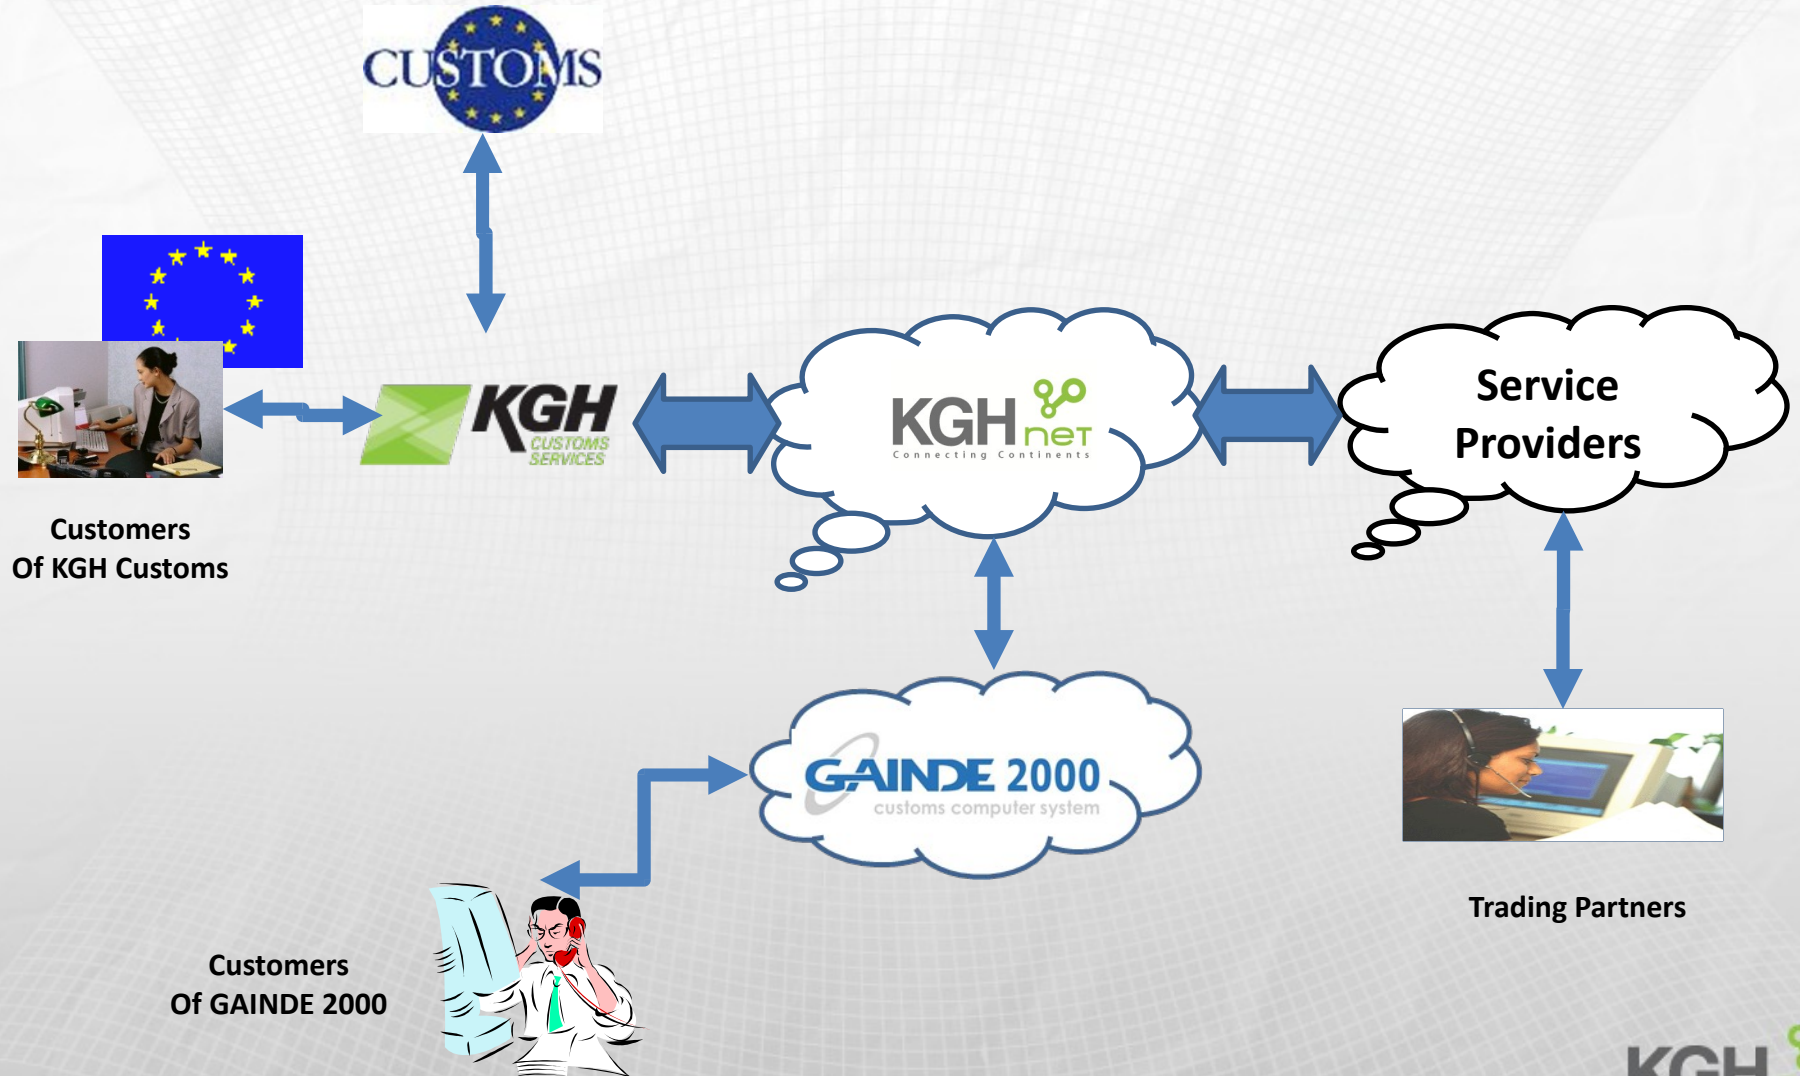 CUSTOMS
KGH
CUSTOMS
SERVICES
KGH net
Connecting Continents
Service
Providers
Customers
Of KGH Customs
GAINDE 2000
customs computer system
Trading Partners
Customers
Of GAINDE 2000
KGH